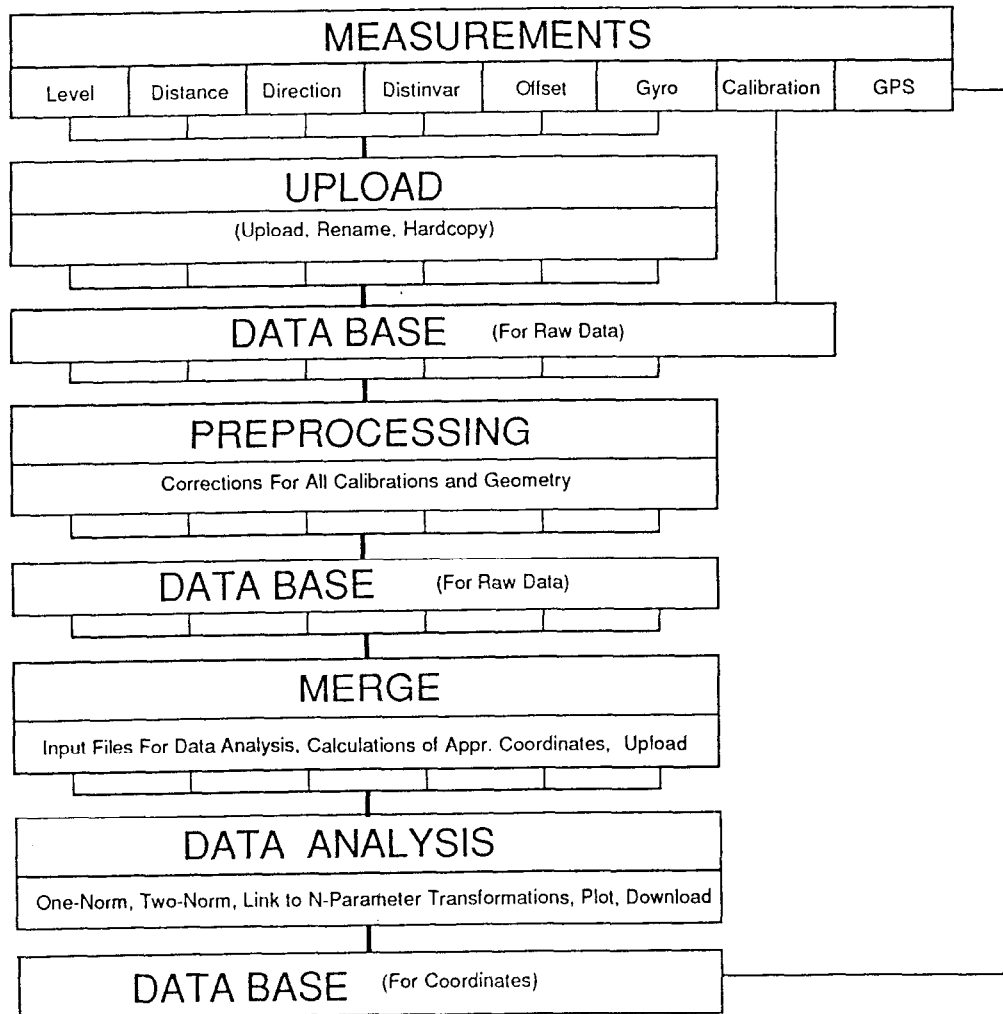 MEASUREMENTS
Level Distance Direction Distinvar Offset Gyro Calibration GPS
UPLOAD
(Upload, Rename, Hardcopy)
DATA BASE (For Raw Data)
PREPROCESSING
Corrections For All Calibrations and Geometry
DATA BASE (For Raw Data)
MERGE
Input Files For Data Analysis, Calculations of Appr. Coordinates, Upload
DATA ANALYSIS
One-Norm, Two-Norm, Link to N-Parameter Transformations, Plot, Download
DATA BASE (For Coordinates)